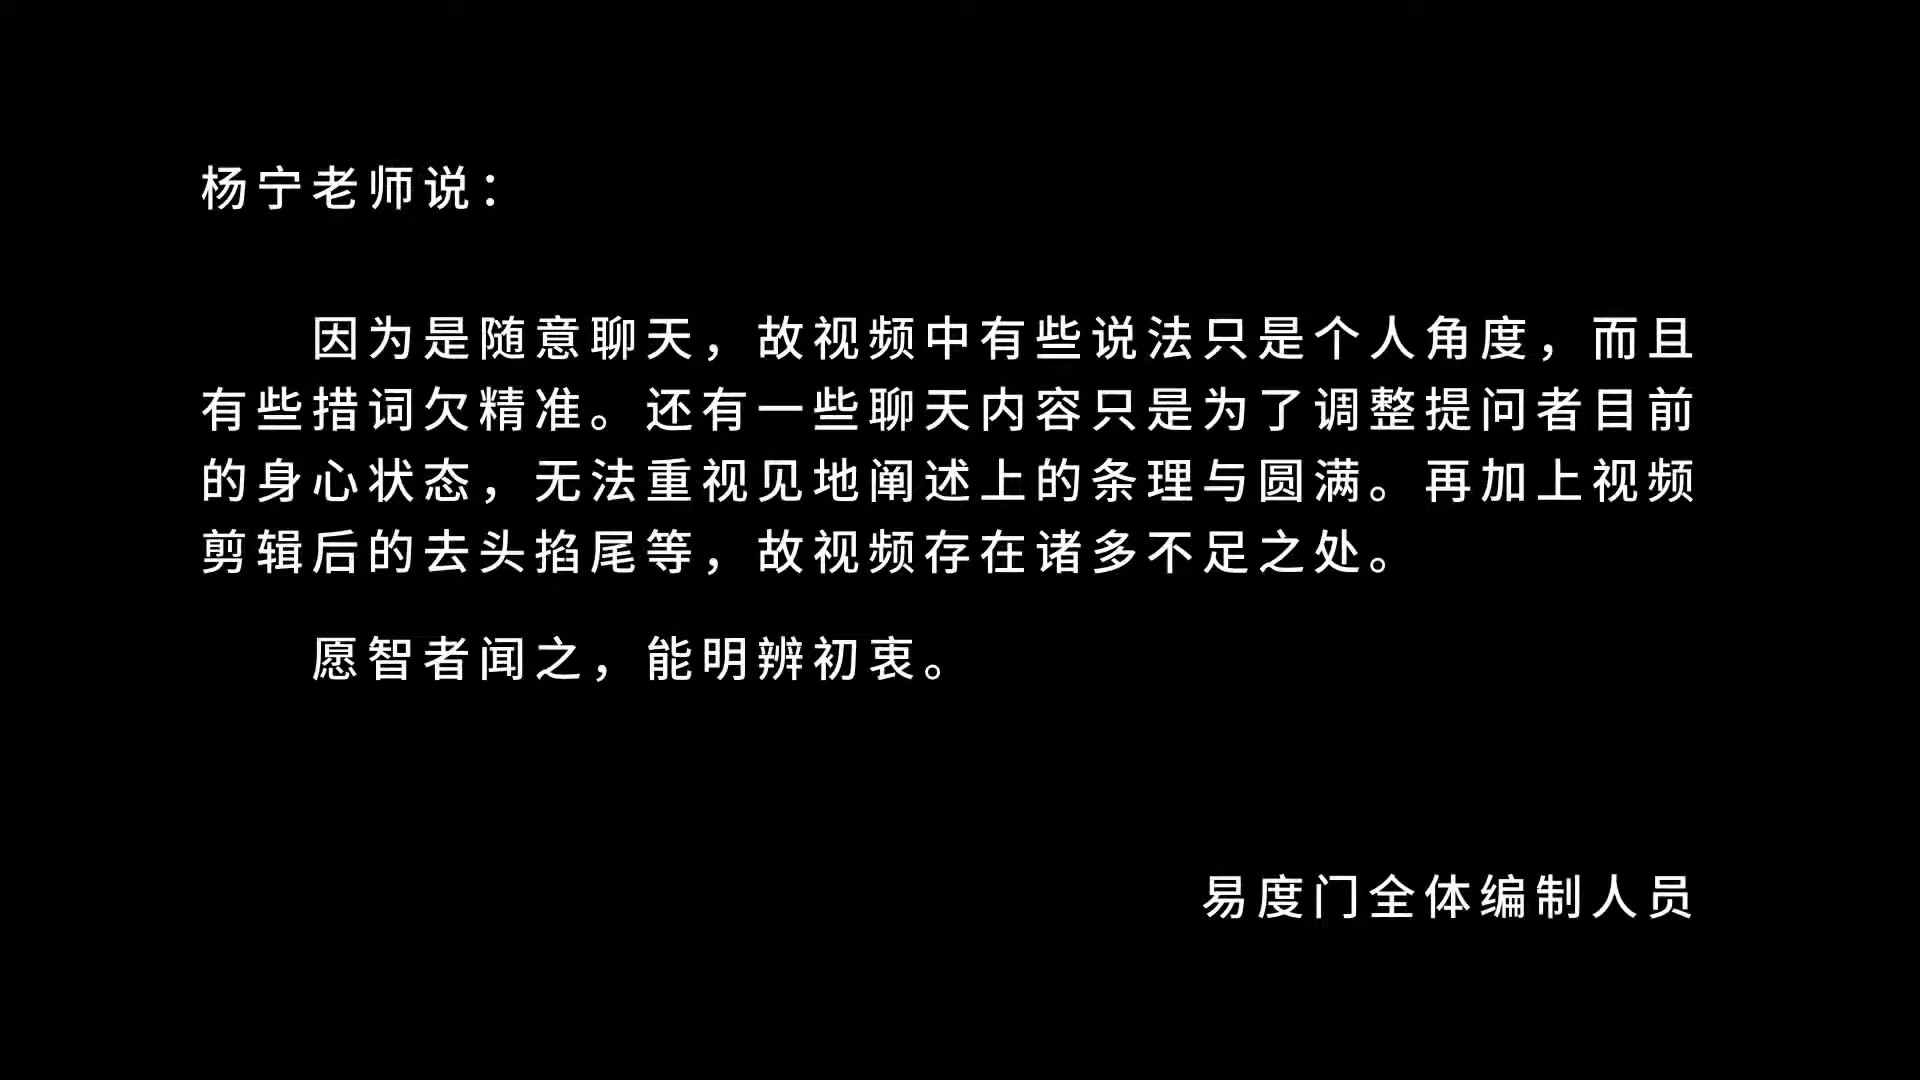 杨宁老师说：
因为是随意聊天，故视频中有些说法只是个人角度，而且
有些措词欠精准。还有一些聊天内容只是为了调整提问者目前
的身心状态，无法重视见地阐述上的条理与圆满。再加上视频
剪辑后的去头掐尾等，故视频存在诸多不足之处。
愿智者闻之，能明辨初衷。
易度门全体编制人员